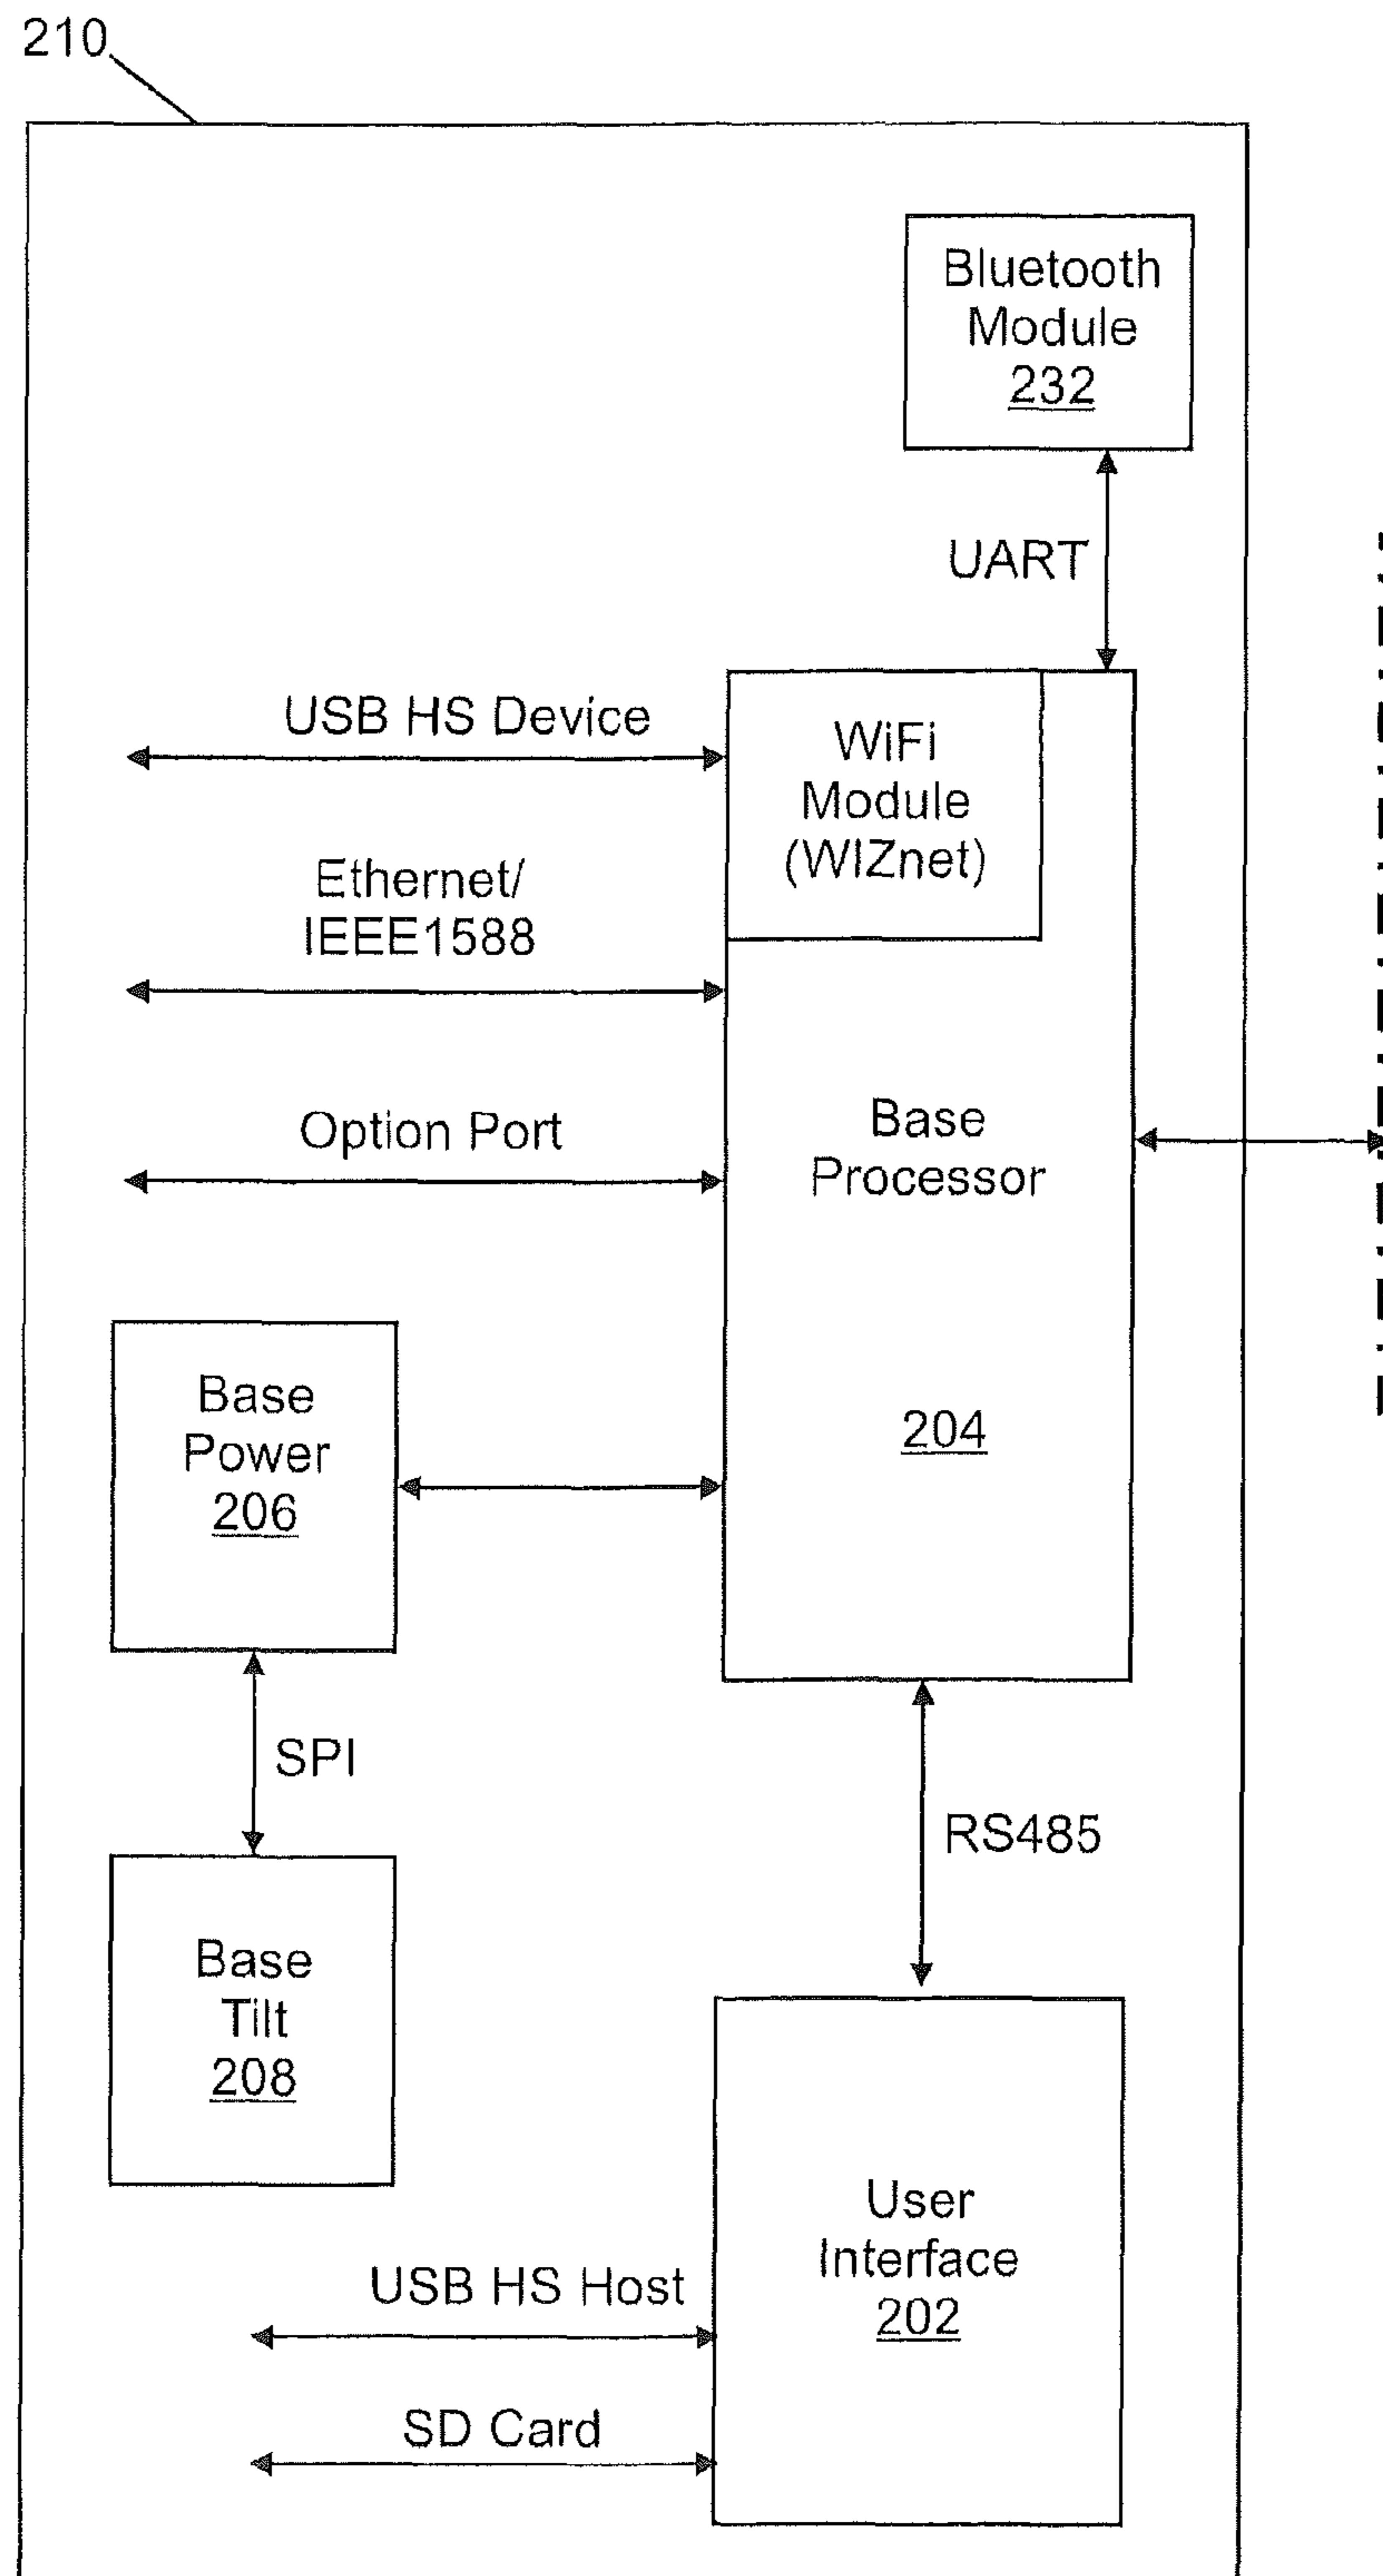 210
Bluetooth
Module
232
UART
USB HS Device
WiFi
Module
(WIZnet)
Ethernet/
IEEE1588
Option Port
Base
Processor
204
Base
Power
206
SPI
RS485
Base
Tilt
208
User
Interface
202
USB HS Host
SD Card